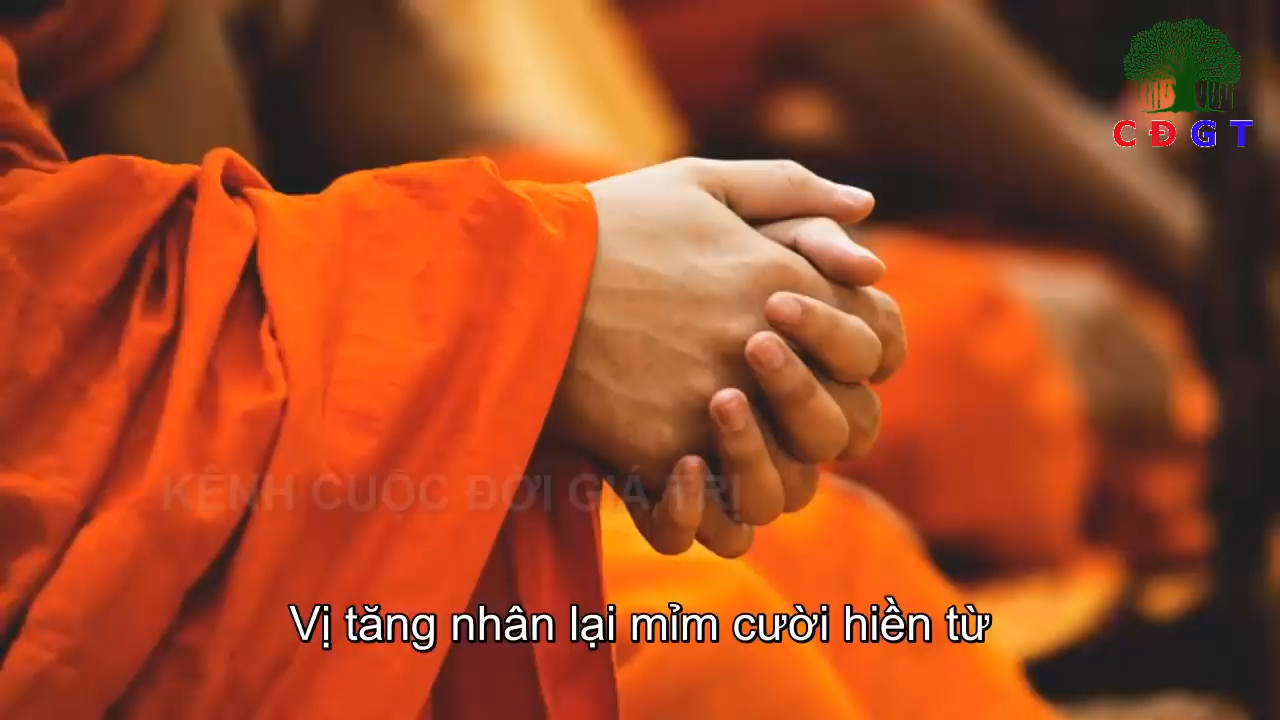 CĐGT
KÊNH CUỘC ĐỜI GIÁ TRỊ
Vị tăng nhân lại mỉm cười hiền từ